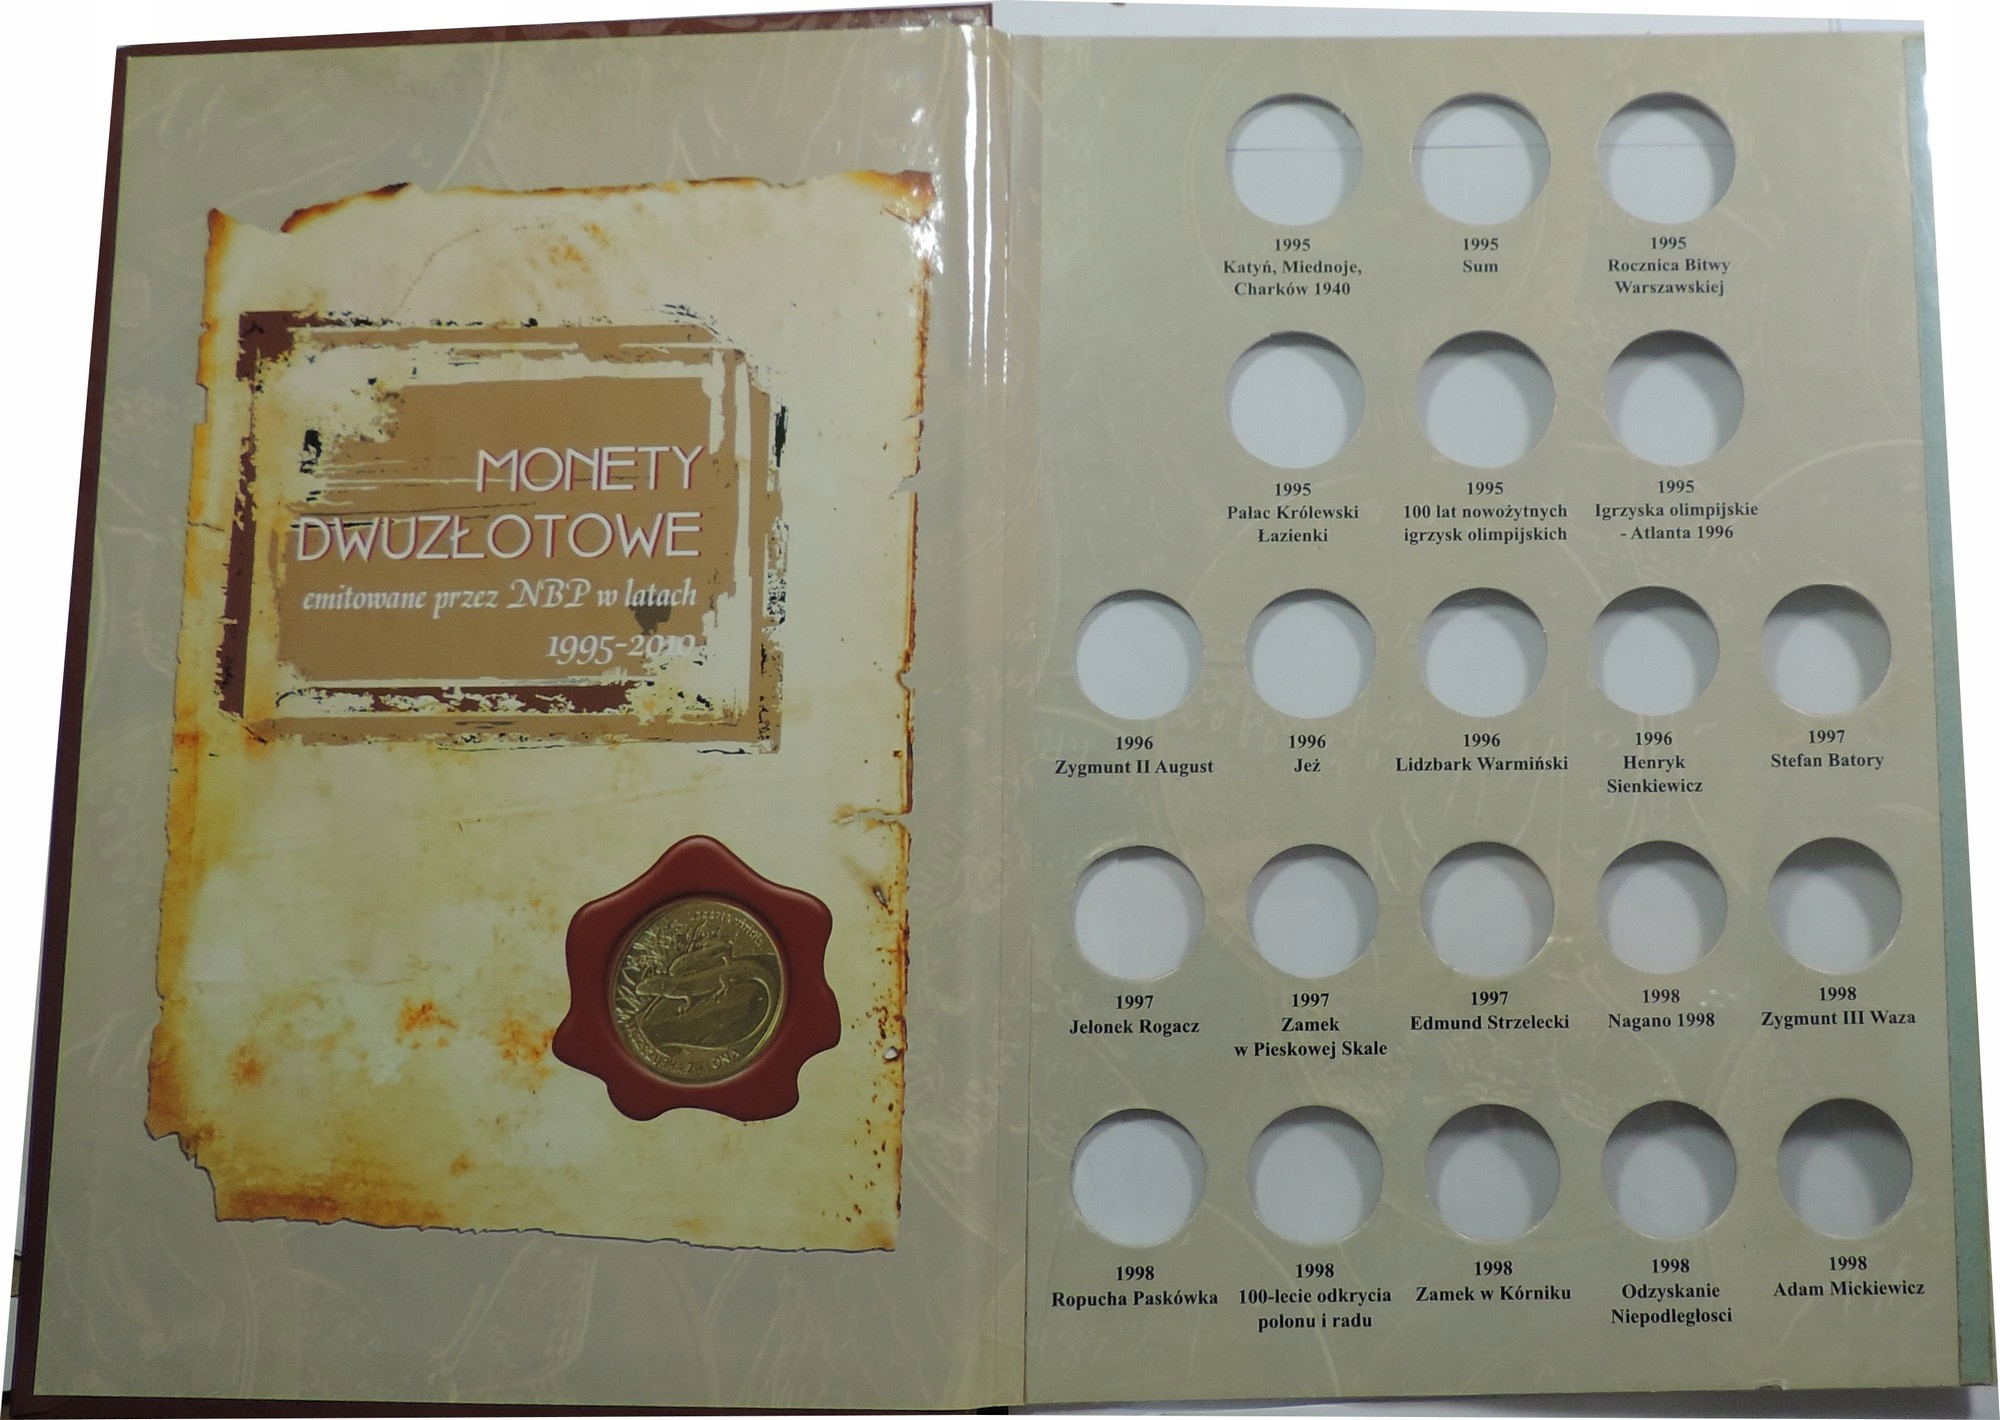 MONETY
DWUZŁOTOWE
emitowane przez NBP w latach
1995-2010
1995
Katyń, Miednoje,
Charków 1940
1995
Sum
1995
Rocznica Bitwy
Warszawskiej
1995
Pałac Królewski
Łazienki
1995
100 lat nowożytnych
igrzysk olimpijskich
1995
Igrzyska olimpijskie
- Atlanta 1996
1996
Zygmunt II August
1996
Jeż
1996
Lidzbark Warmiński
1996
Henryk
Sienkiewicz
1997
Stefan Batory
1997
Jelonek Rogacz
1997
Zamek
w Pieskowej Skale
1997
Edmund Strzelecki
1998
Nagano 1998
1998
Zygmunt III Waza
1998
Ropucha Paskówka
1998
100-lecie odkrycia
polonu i radu
1998
Zamek w Kórniku
1998
Odzyskanie
Niepodległosci
1998
Adam Mickiewicz